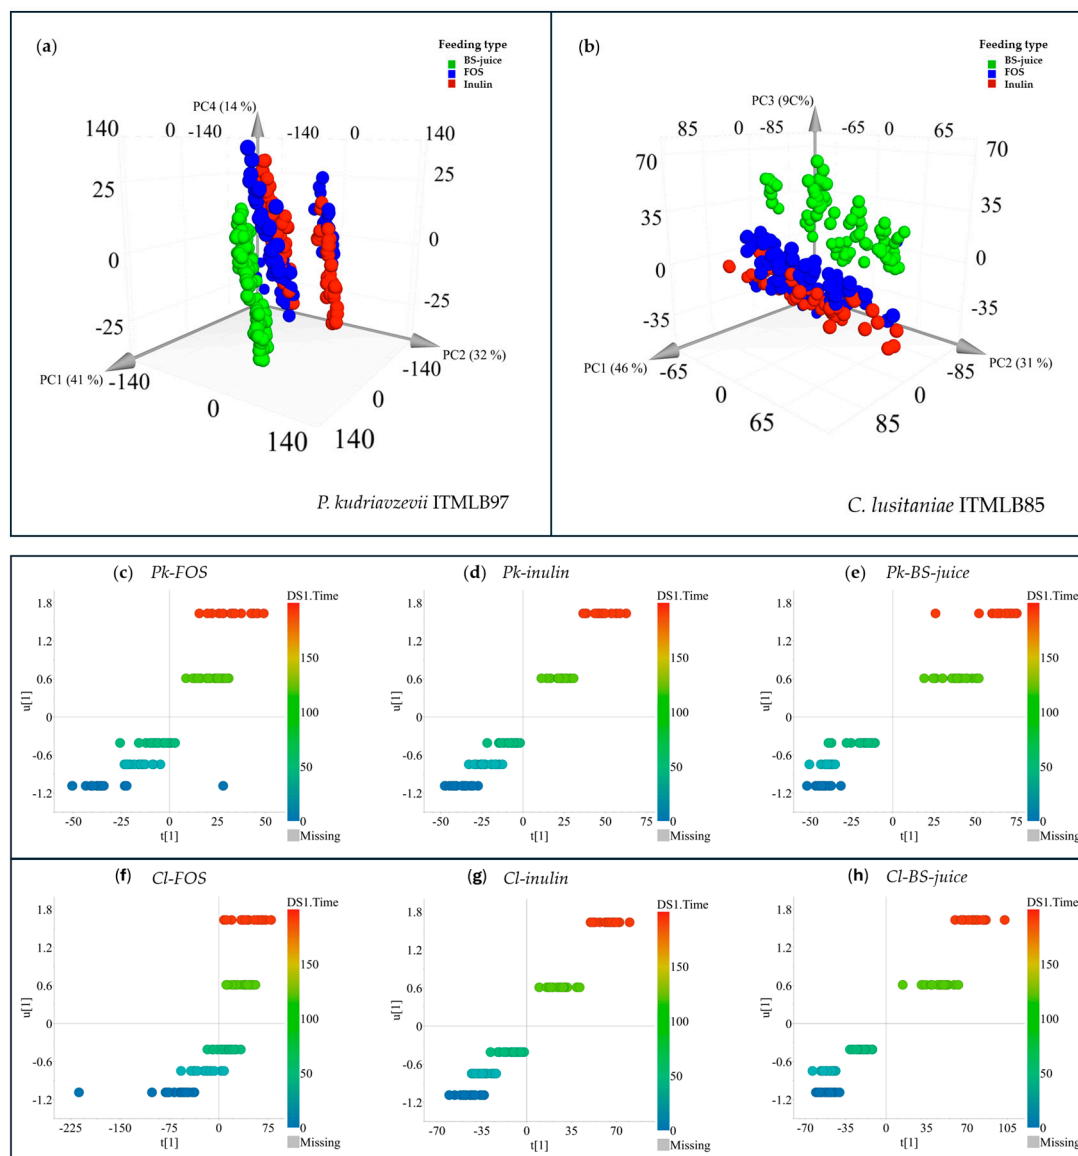 (a)
Feeding type
BS-juice
FOS
Inulin
PC4 (14 %)
140 0 -140 -140 0 140
25 25
0 0
-25 -25
PC1 (41 %) -140 -140 PC2 (32 %)
0 0
140 140
P. kudriavzevii ITMLB97
(b)
Feeding type
BS-juice
FOS
Inulin
PC3 (9C%)
85 0 -85 -65 0 65
70 70
35 35
0 0
-35 -35
PC1 (46 %) -65 -85 PC2 (31 %)
0 0
65 85
C. lusitaniae ITMLB85
(c) Pk-FOS
DS1.Time
1.8
1.2
0.6
0
-0.6
-1.2
u[1]
-50 -25 0 25 50
t[1]
150
100
50
0
Missing
(d) Pk-inulin
DS1.Time
1.8
1.2
0.6
0
-0.6
-1.2
u[1]
-50 -25 0 25 50 75
t[1]
150
100
50
0
Missing
(e) Pk-BS-juice
DS1.Time
1.8
1.2
0.6
0
-0.6
-1.2
u[1]
-50 -25 0 25 50 75
t[1]
150
100
50
0
Missing
(f) Cl-FOS
DS1.Time
1.8
1.2
0.6
0
-0.6
-1.2
u[1]
-225 -150 -75 0 75
t[1]
150
100
50
0
Missing
(g) Cl-inulin
DS1.Time
1.8
1.2
0.6
0
-0.6
-1.2
u[1]
-70 -35 0 35 70
t[1]
150
100
50
0
Missing
(h) Cl-BS-juice
DS1.Time
1.8
1.2
0.6
0
-0.6
-1.2
u[1]
-70 -35 0 35 70 105
t[1]
150
100
50
0
Missing